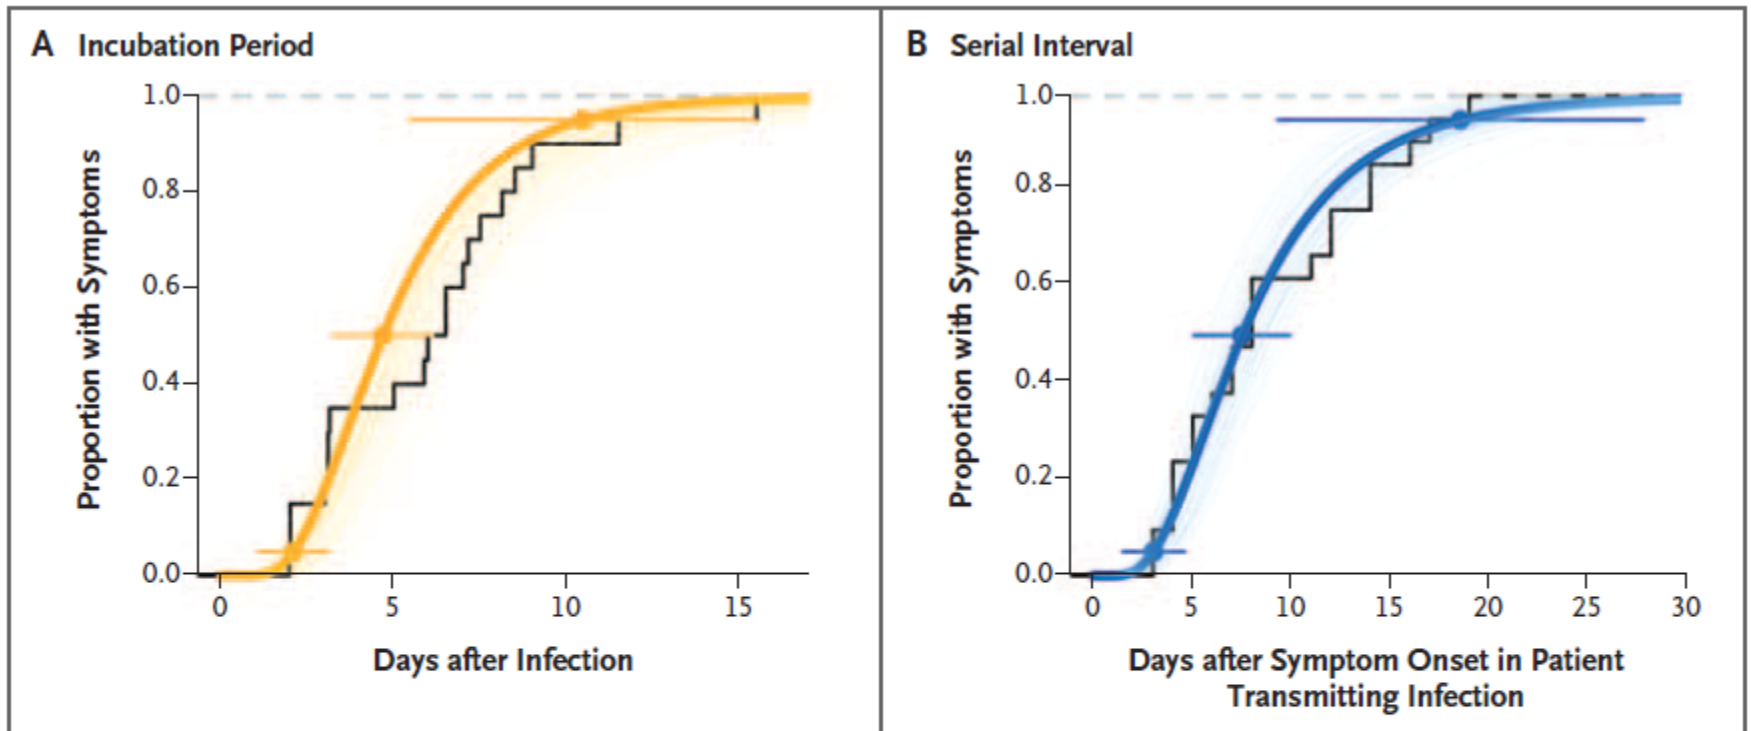 A Incubation Period
1.0
0.8
0.6
0.4
0.2
0.0
Proportion with Symptoms
0 5 10 15
Days after Infection
B Serial Interval
1.0
0.8
0.6
0.4
0.2
0.0
Proportion with Symptoms
0 5 10 15 20 25 30
Days after Symptom Onset in Patient
Transmitting Infection